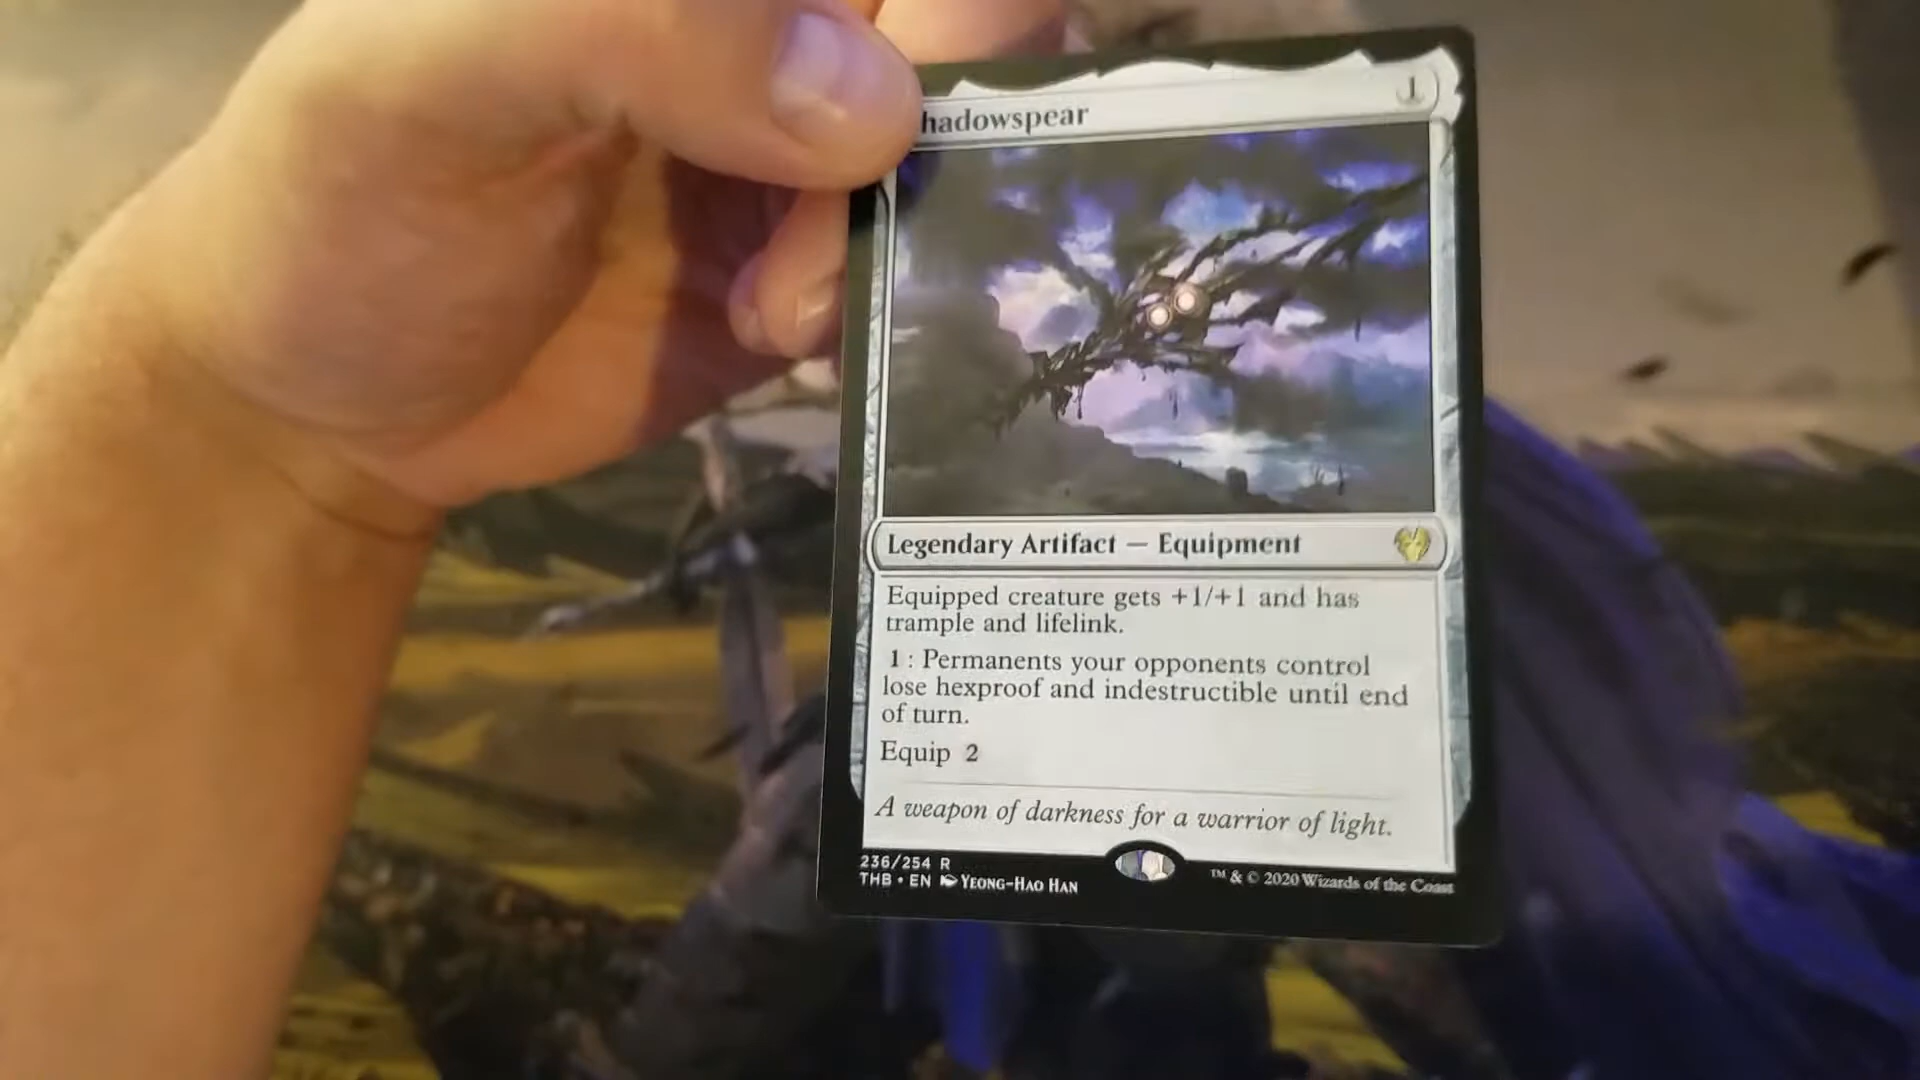 hadowspear 1
Legendary Artifact — Equipment
Equipped creature gets +1/+1 and has
trample and lifelink.
1 : Permanents your opponents control
lose hexproof and indestructible until end
of turn.
Equip 2
A weapon of darkness for a warrior of light.
236/254 R
THB • EN YEONG-HAO HAN
™ & © 2020 Wizards of the Coast